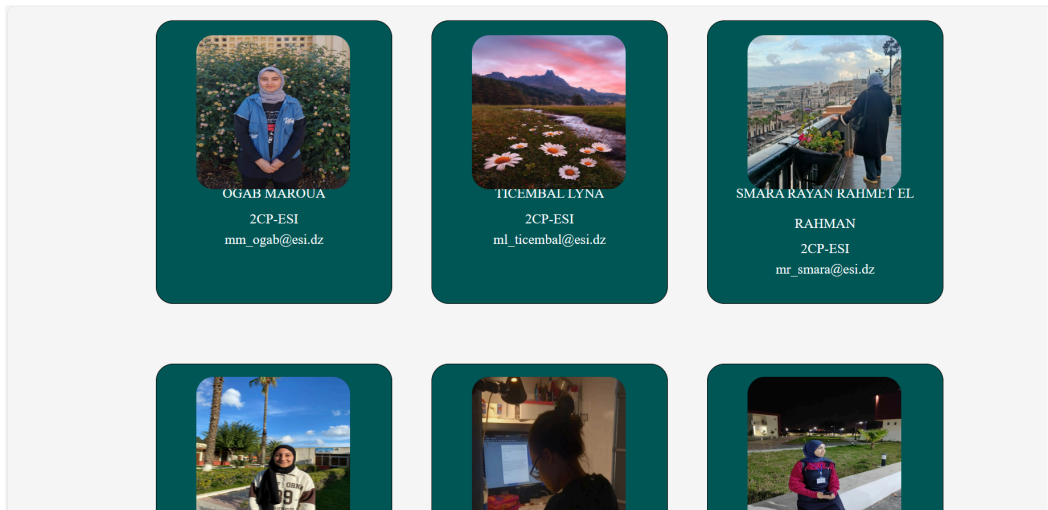 OGAB MAROUA
2CP-ESI
mm_ogab@esi.dz
TICEMBAL LYNA
2CP-ESI
ml_ticembal@esi.dz
SMARA RAYAN RAHMET EL
RAHMAN
2CP-ESI
mr_smara@esi.dz